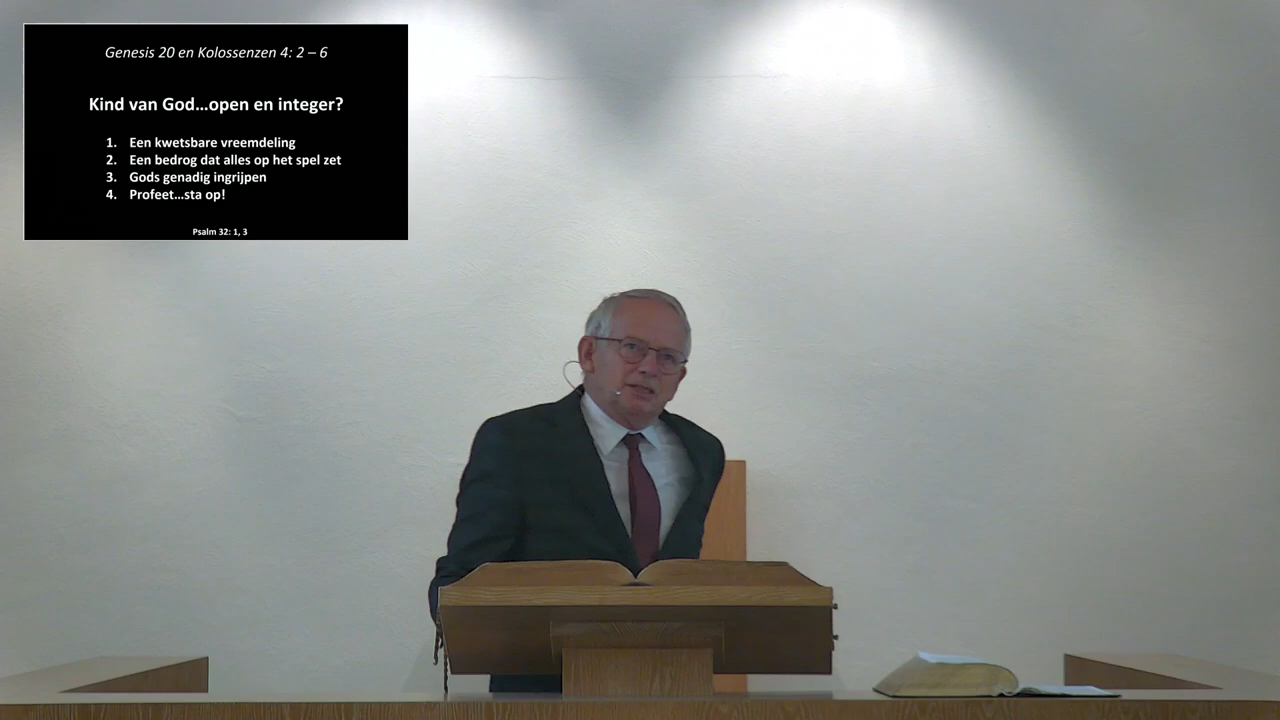 Genesis 20 en Kolossenzen 4: 2 – 6
Kind van God...open en integer?
1. Een kwetsbare vreemdeling
2. Een bedrog dat alles op het spel zet
3. Gods genadig ingrijpen
4. Profeet...sta op!
Psalm 32: 1, 3